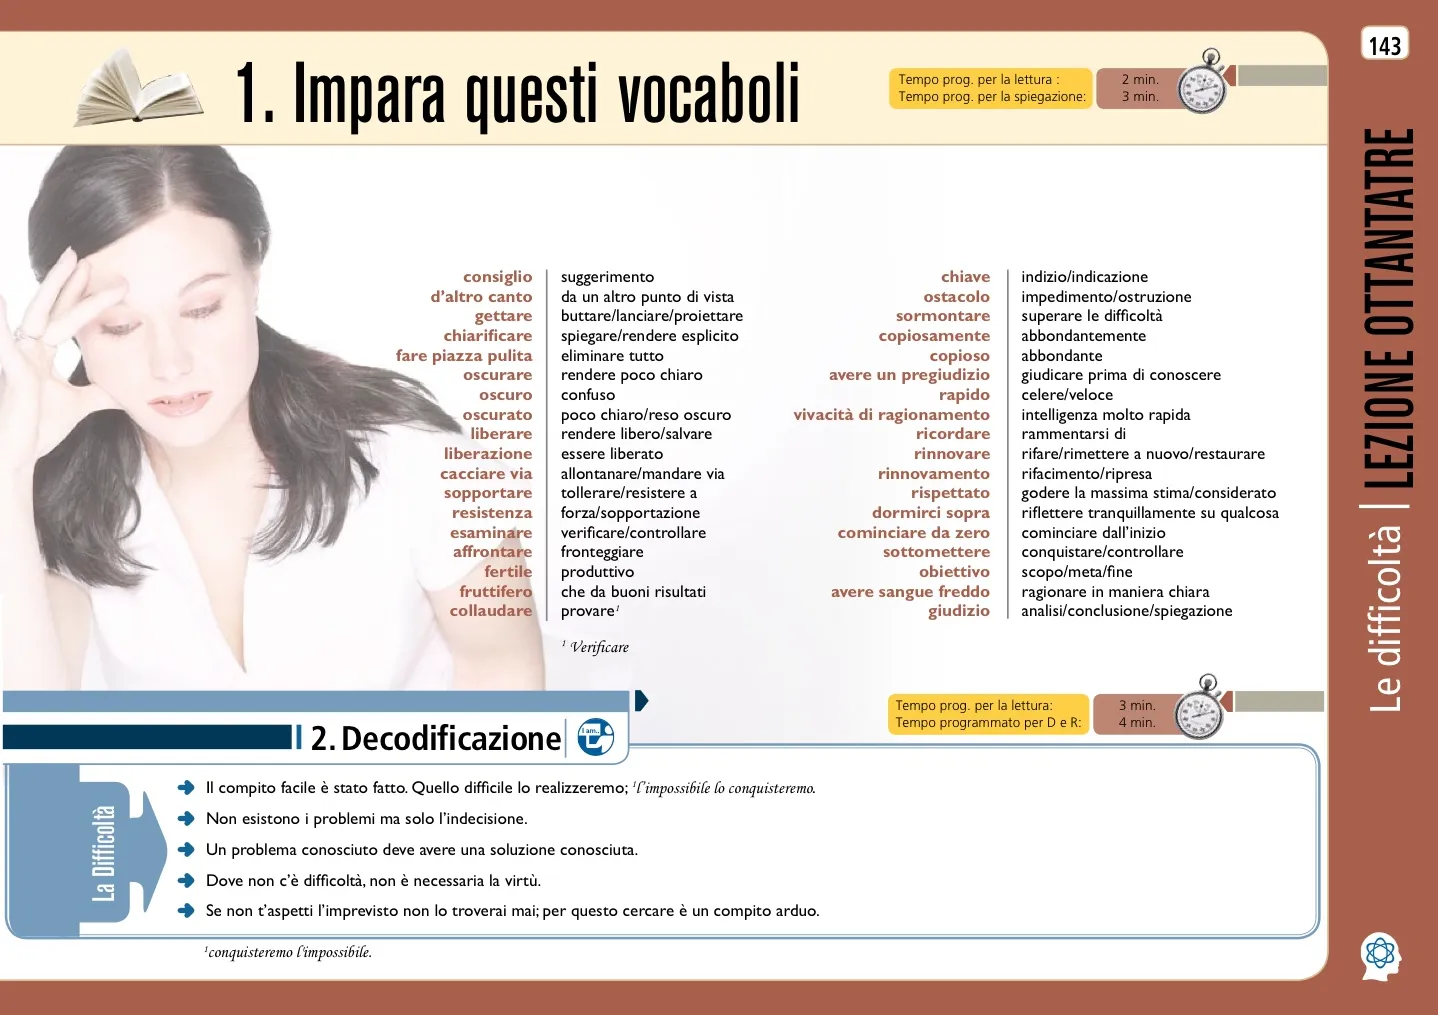 143
1. Impara questi vocaboli
Tempo prog. per la lettura : 2 min.
Tempo prog. per la spiegazione: 3 min.
consiglio suggerimento
d'altro canto da un altro punto di vista
gettare buttare/lanciare/proiettare
chiarificare spiegare/rendere esplicito
fare piazza pulita eliminare tutto
oscurare rendere poco chiaro
oscuro confuso
oscurato poco chiaro/reso oscuro
liberare rendere libero/salvare
liberazione essere liberato
cacciare via allontanare/mandare via
sopportare tollerare/resistere a
resistenza forza/sopportazione
esaminare verificare/controllare
affrontare fronteggiare
fertile produttivo
fruttifero che da buoni risultati
collaudare provare¹
¹ Verificare
chiave indizio/indicazione
ostacolo impedimento/ostruzione
sormontare superare le difficoltà
copiosamente abbondantemente
copioso abbondante
avere un pregiudizio giudicare prima di conoscere
rapido celere/veloce
vivacità di ragionamento intelligenza molto rapida
ricordare rammentarsi di
rinnovare rifare/rimettere a nuovo/restaurare
rinnovamento rifacimento/ripresa
rispettato godere la massima stima/considerato
dormirci sopra riflettere tranquillamente su qualcosa
cominciare da zero cominciare dall'inizio
sottomettere conquistare/controllare
obiettivo scopo/meta/fine
avere sangue freddo ragionare in maniera chiara
giudizio analisi/conclusione/spiegazione
Le difficoltà | LEZIONE OTTANTATRE
2. Decodificazione
I am..
Tempo prog. per la lettura: 3 min.
Tempo programmato per D e R: 4 min.
La Difficoltà
Il compito facile è stato fatto. Quello difficile lo realizzeremo; ¹l'impossibile lo conquisteremo.
Non esistono i problemi ma solo l'indecisione.
Un problema conosciuto deve avere una soluzione conosciuta.
Dove non c'è difficoltà, non è necessaria la virtù.
Se non t'aspetti l'imprevisto non lo troverai mai; per questo cercare è un compito arduo.
¹conquisteremo l'impossibile.